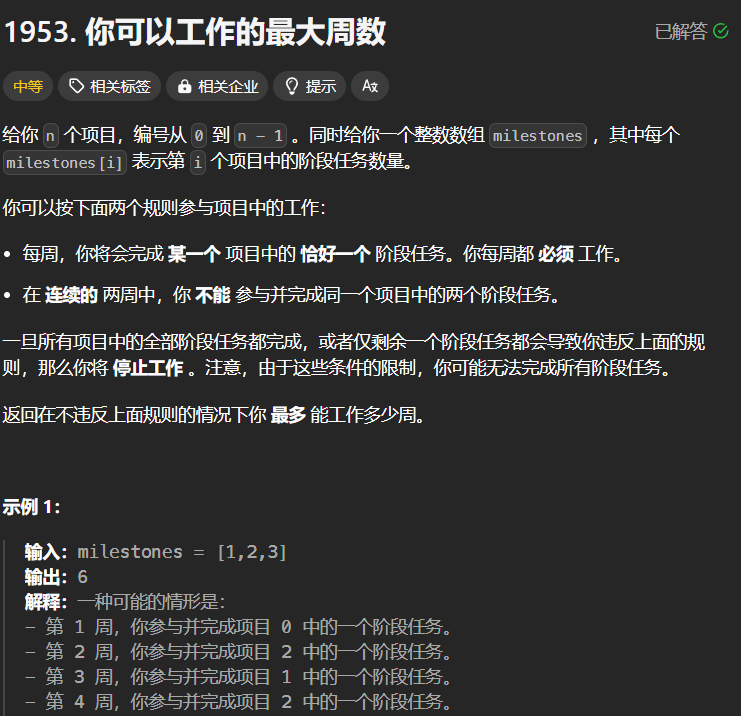 1953. 你可以工作的最大周数
已解答
中等 相关标签 相关企业 提示 Aあ
给你 n 个项目，编号从 0 到 n - 1 。同时给你一个整数数组 milestones ，其中每个
milestones[i] 表示第 i 个项目中的阶段任务数量。
你可以按下面两个规则参与项目中的工作：
• 每周，你将会完成 某一个 项目中的 恰好一个 阶段任务。你每周都 必须 工作。
• 在 连续的 两周中，你 不能 参与并完成同一个项目中的两个阶段任务。
一旦所有项目中的全部阶段任务都完成，或者仅剩余一个阶段任务都会导致你违反上面的规
则，那么你将 停止工作 。注意，由于这些条件的限制，你可能无法完成所有阶段任务。
返回在不违反上面规则的情况下你 最多 能工作多少周。
示例 1：
输入：milestones = [1,2,3]
输出：6
解释：一种可能的情形是：
- 第 1 周，你参与并完成项目 0 中的一个阶段任务。
- 第 2 周，你参与并完成项目 2 中的一个阶段任务。
- 第 3 周，你参与并完成项目 1 中的一个阶段任务。
- 第 4 周，你参与并完成项目 2 中的一个阶段任务。